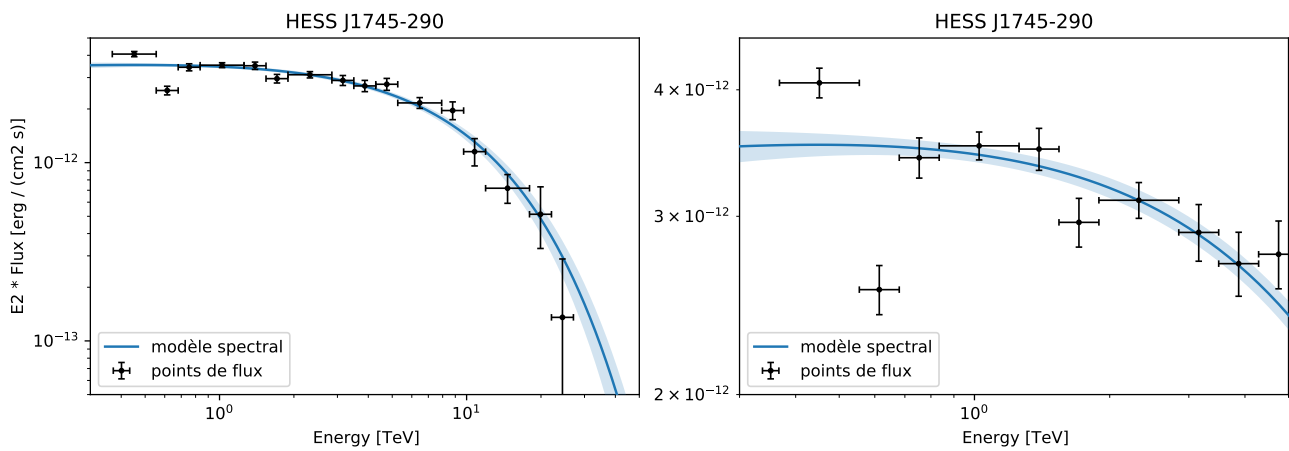 HESS J1745-290
E2 * Flux [erg / (cm2 s)]
10⁻¹²
10⁻¹³
modèle spectral
points de flux
10⁰
10¹
Energy [TeV]
HESS J1745-290
4 × 10⁻¹²
3 × 10⁻¹²
2 × 10⁻¹²
modèle spectral
points de flux
10⁰
Energy [TeV]